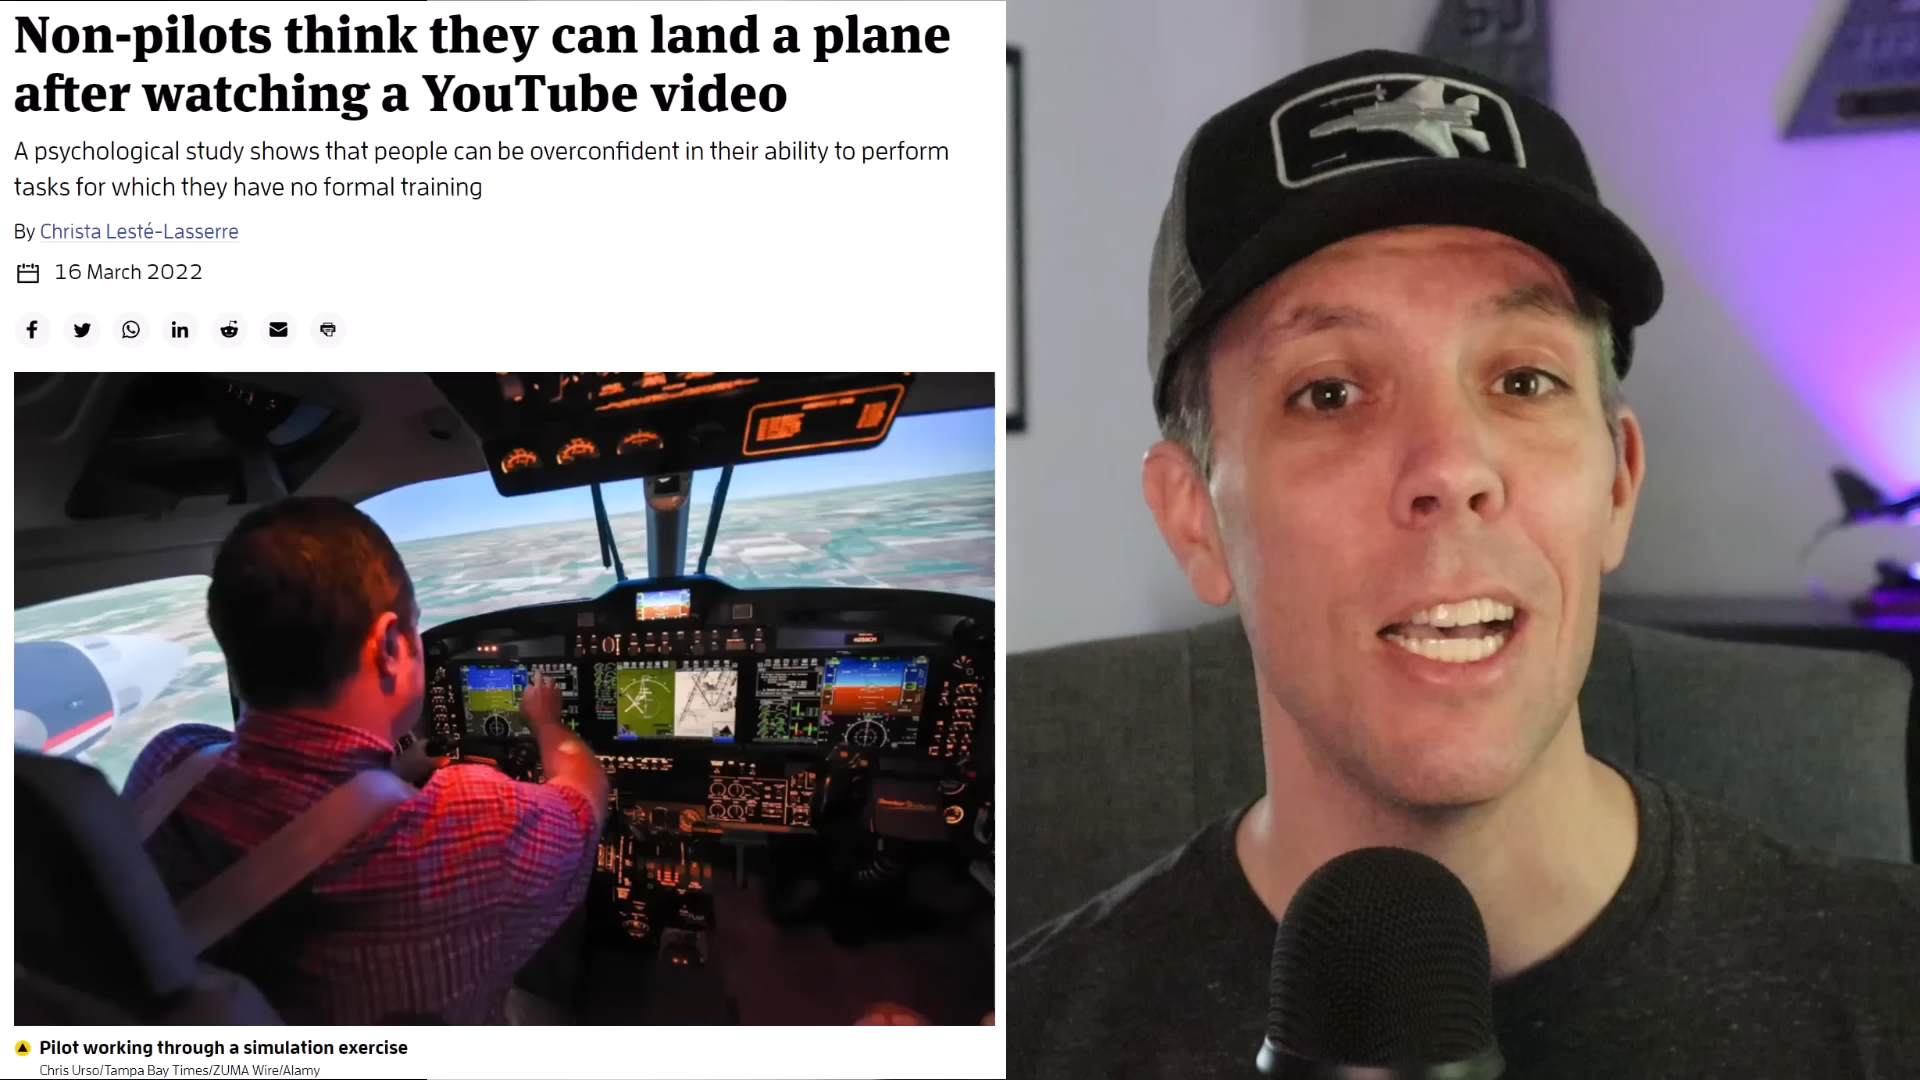 Non-pilots think they can land a plane
after watching a YouTube video
A psychological study shows that people can be overconfident in their ability to perform
tasks for which they have no formal training
By Christa Lesté-Lasserre
16 March 2022
Pilot working through a simulation exercise
Chris Urso/Tampa Bay Times/ZUMA Wire/Alamy